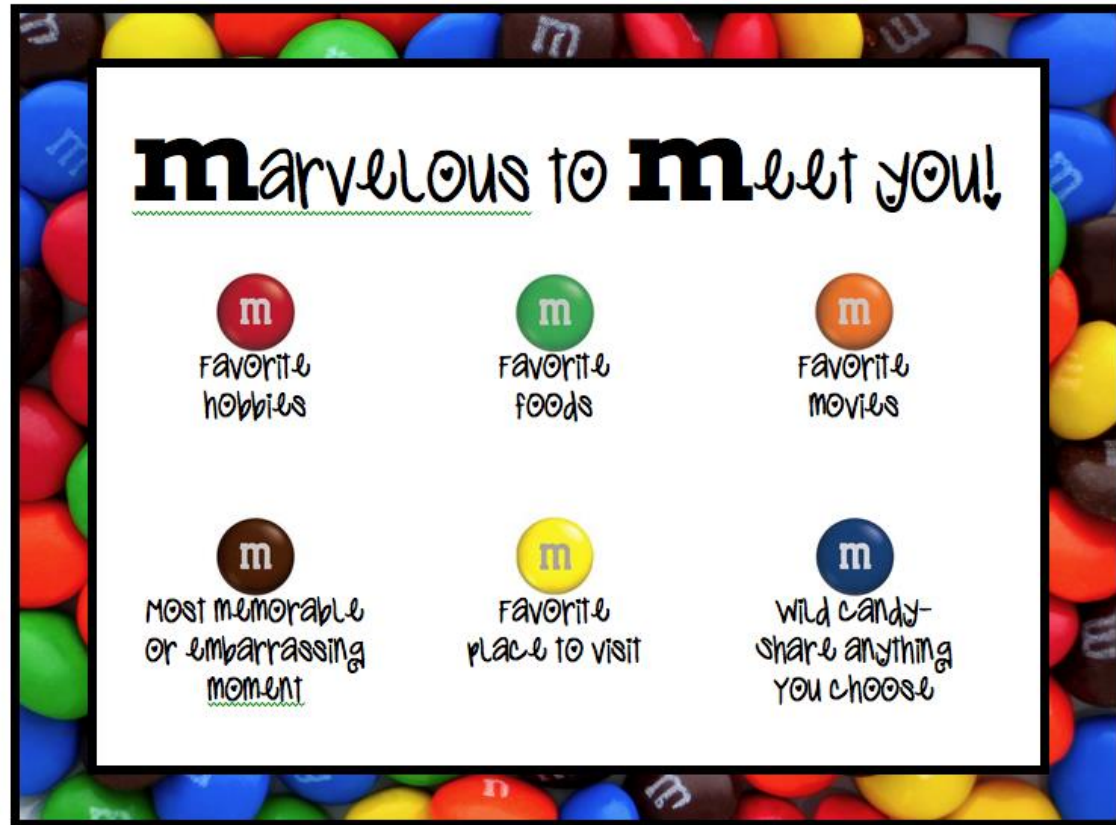 marvelous to meet you!
m
m
m
Favorite
hobbies
Favorite
foods
Favorite
movies
m
m
m
Most memorable
or embarrassing
moment
Favorite
place to visit
Wild candy-
share anything
you choose